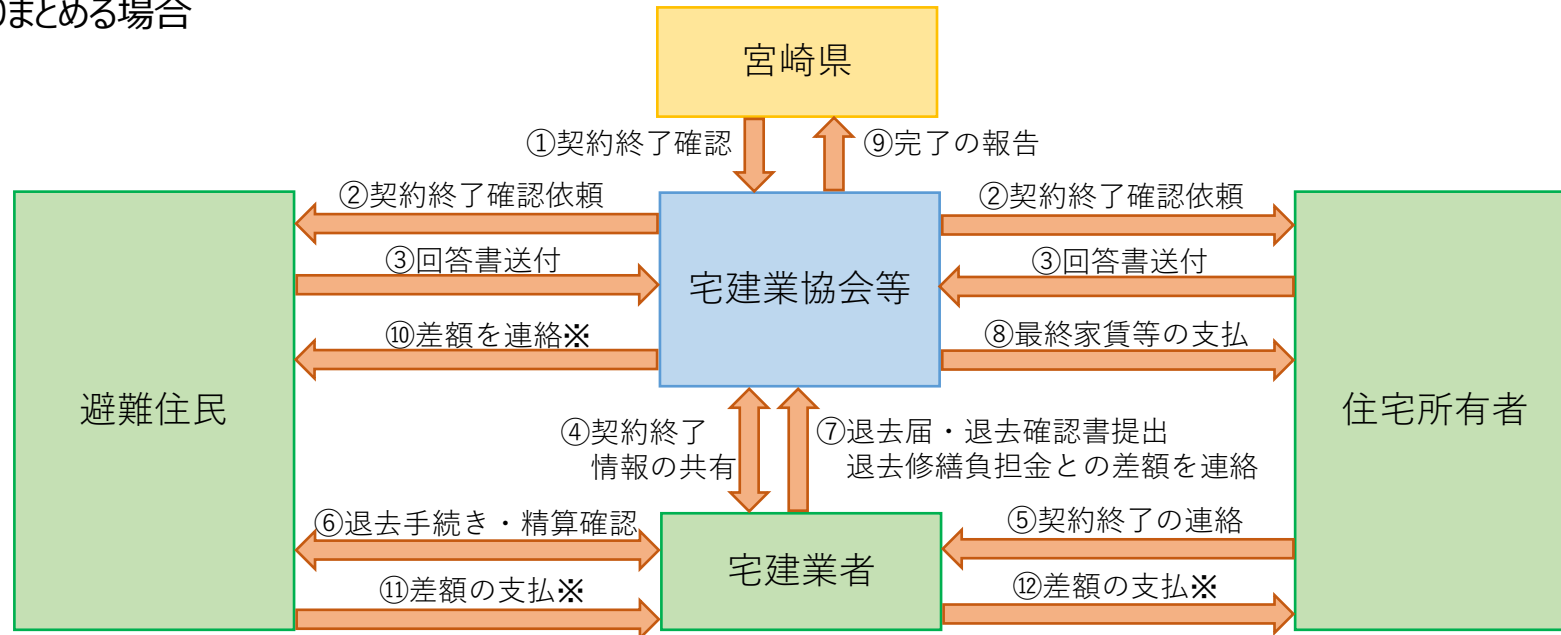 りまとめる場合
宮崎県
①契約終了確認
⑨完了の報告
②契約終了確認依頼
②契約終了確認依頼
③回答書送付
③回答書送付
宅建業協会等
⑩差額を連絡※
⑧最終家賃等の支払
避難住民
住宅所有者
④契約終了
情報の共有
⑦退去届・退去確認書提出
退去修繕負担金との差額を連絡
⑥退去手続き・精算確認
⑤契約終了の連絡
宅建業者
⑪差額の支払※
⑫差額の支払※